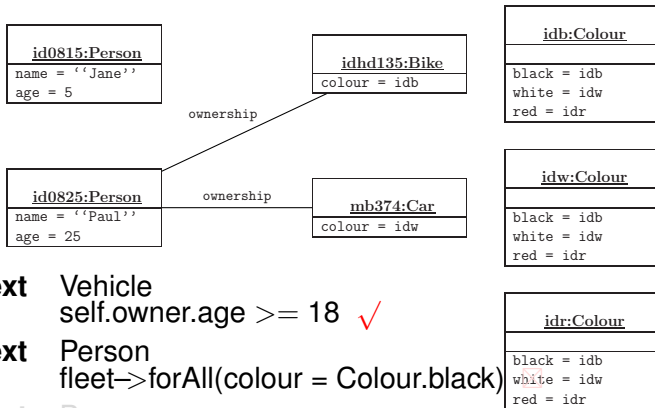 id0815:Person
name = ‘‘Jane’’
age = 5
idhd135:Bike
colour = idb
idb:Colour
black = idb
white = idw
red = idr
ownership
id0825:Person
name = ‘‘Paul’’
age = 25
ownership
mb374:Car
colour = idw
idw:Colour
black = idb
white = idw
red = idr
ext Vehicle
self.owner.age >= 18 √
ext Person
fleet−>forAll(colour = Colour.black)
idr:Colour
black = idb
white = idw
red = idr